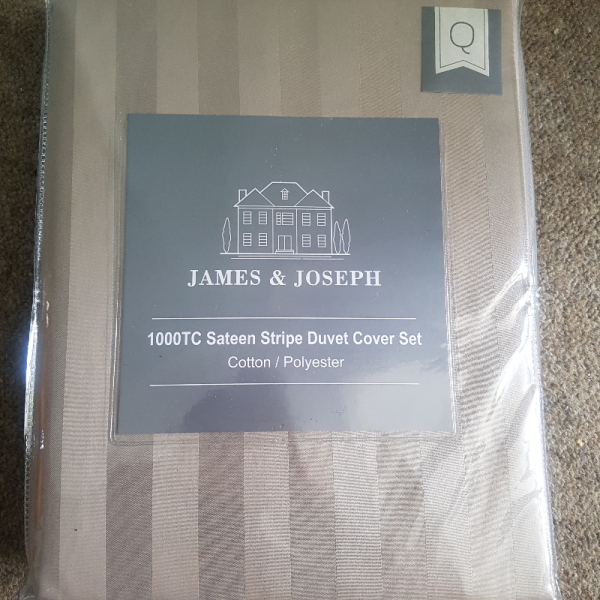 Q
JAMES & JOSEPH
1000TC Sateen Stripe Duvet Cover Set
Cotton / Polyester